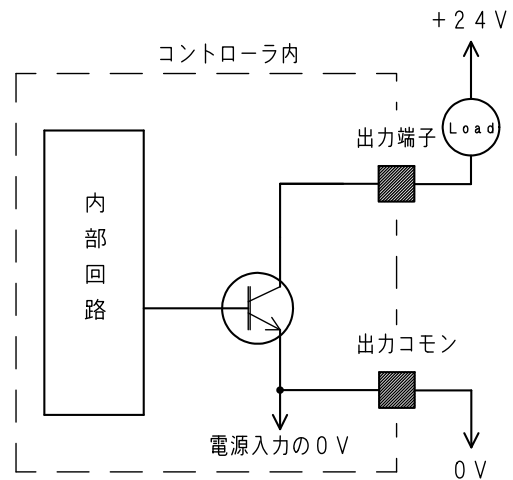 +24V
コントローラ内
出力端子
Load
内部回路
出力コモン
電源入力の0V
0V